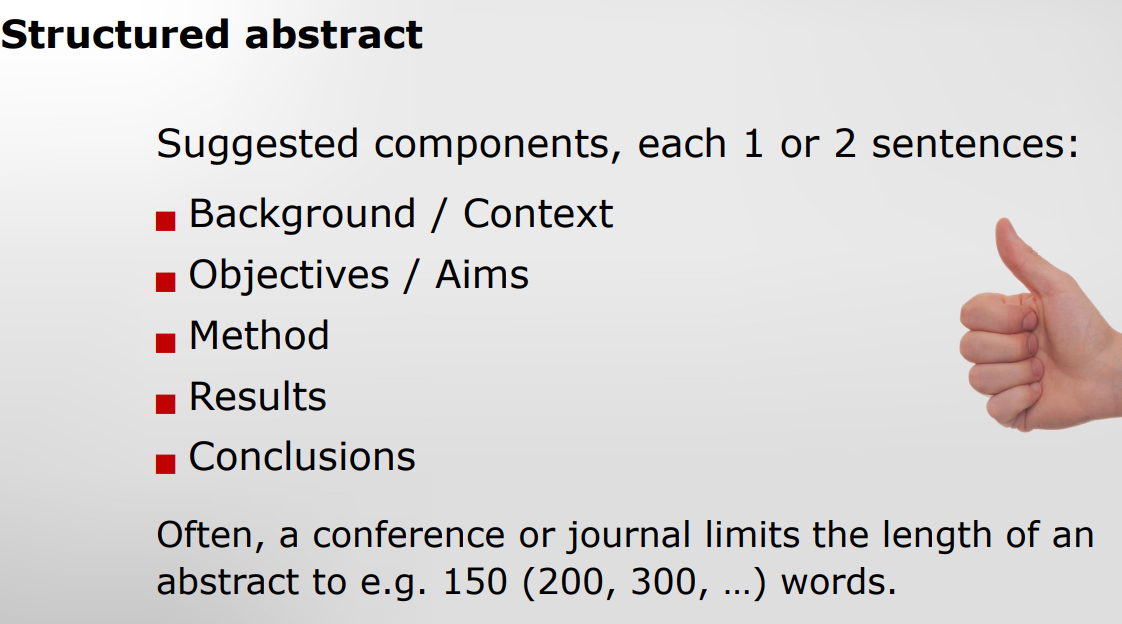 Structured abstract
Suggested components, each 1 or 2 sentences:
Background / Context
Objectives / Aims
Method
Results
Conclusions
Often, a conference or journal limits the length of an
abstract to e.g. 150 (200, 300, …) words.